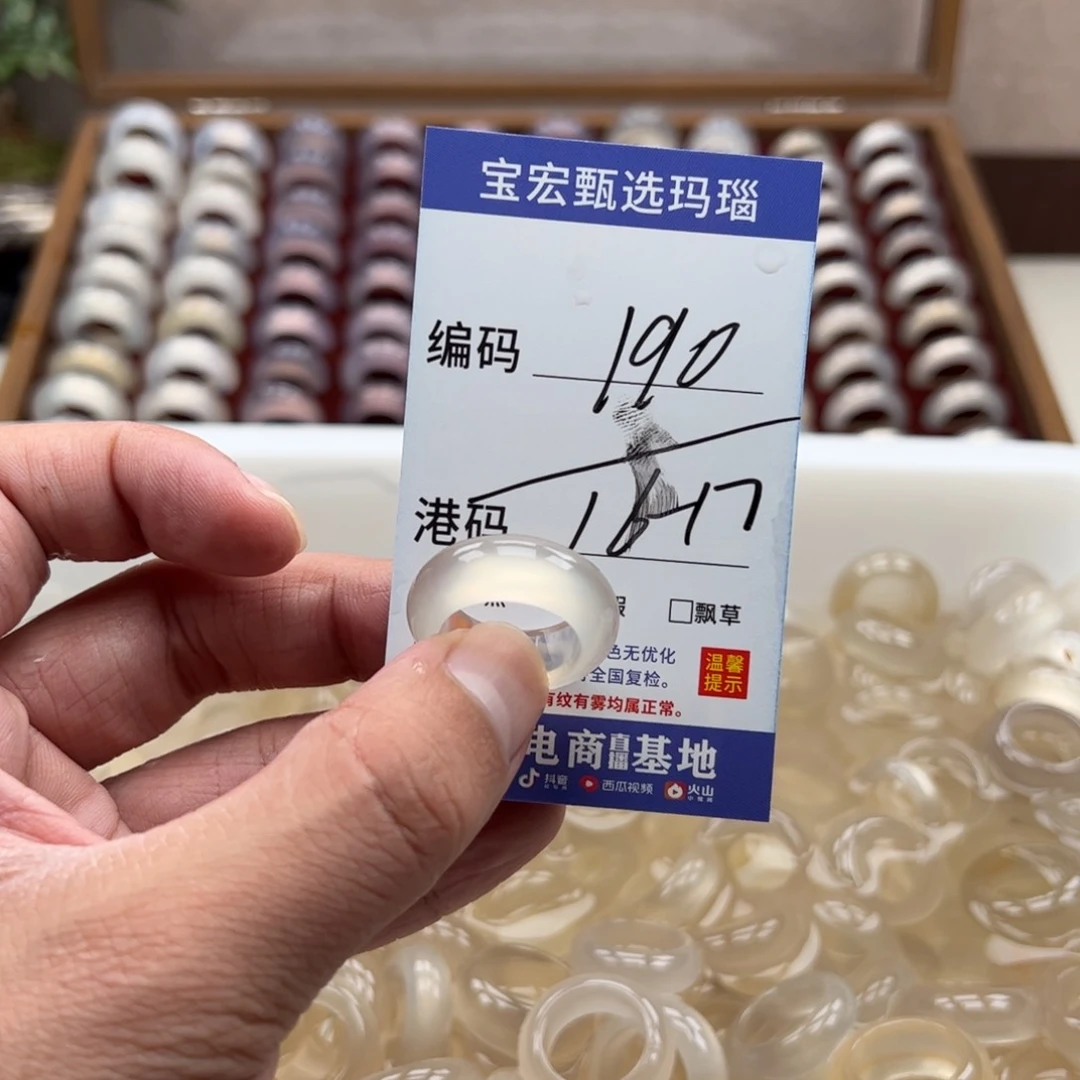 宝宏甄选玛瑙
编码 190
港码 1617
□飘草
色无优化
全国复检。
有纹有雾均属正常。
温馨
提示
电商直播基地
抖音
西瓜视频
火山